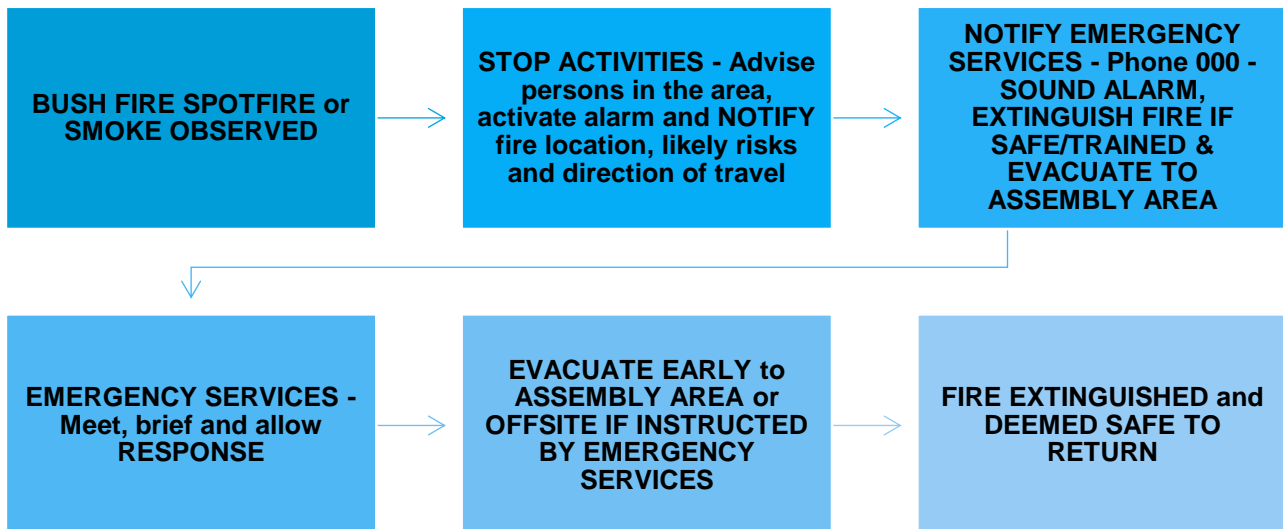 BUSH FIRE SPOTFIRE or
SMOKE OBSERVED
STOP ACTIVITIES - Advise
persons in the area,
activate alarm and NOTIFY
fire location, likely risks
and direction of travel
NOTIFY EMERGENCY
SERVICES - Phone 000 -
SOUND ALARM,
EXTINGUISH FIRE IF
SAFE/TRAINED &
EVACUATE TO
ASSEMBLY AREA
EMERGENCY SERVICES -
Meet, brief and allow
RESPONSE
EVACUATE EARLY to
ASSEMBLY AREA or
OFFSITE IF INSTRUCTED
BY EMERGENCY
SERVICES
FIRE EXTINGUISHED and
DEEMED SAFE TO
RETURN